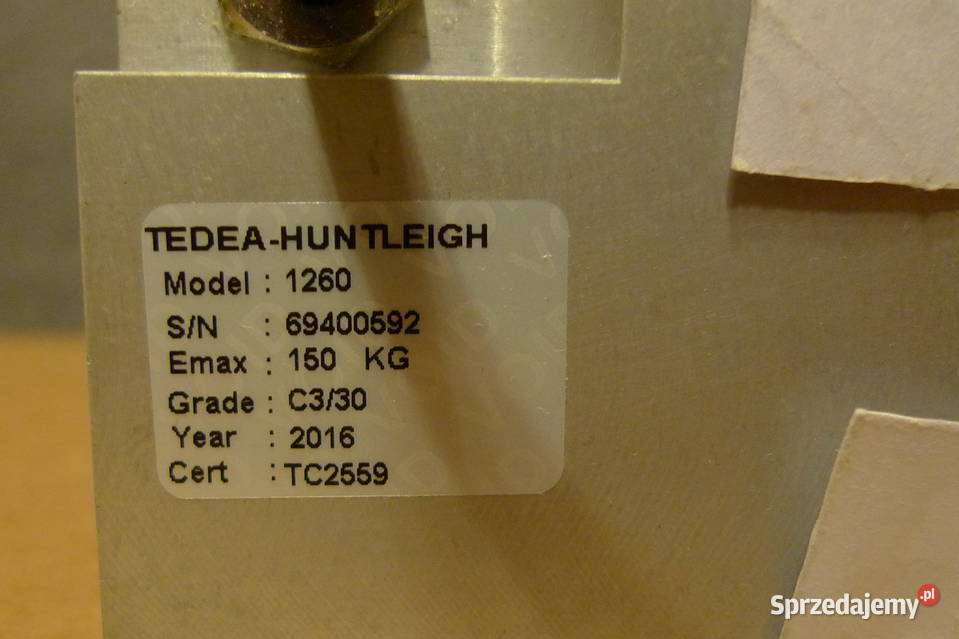 TEDEA-HUNTLEIGH
Model : 1260
S/N : 69400592
Emax : 150 KG
Grade : C3/30
Year : 2016
Cert : TC2559
Sprzedajemy.pl